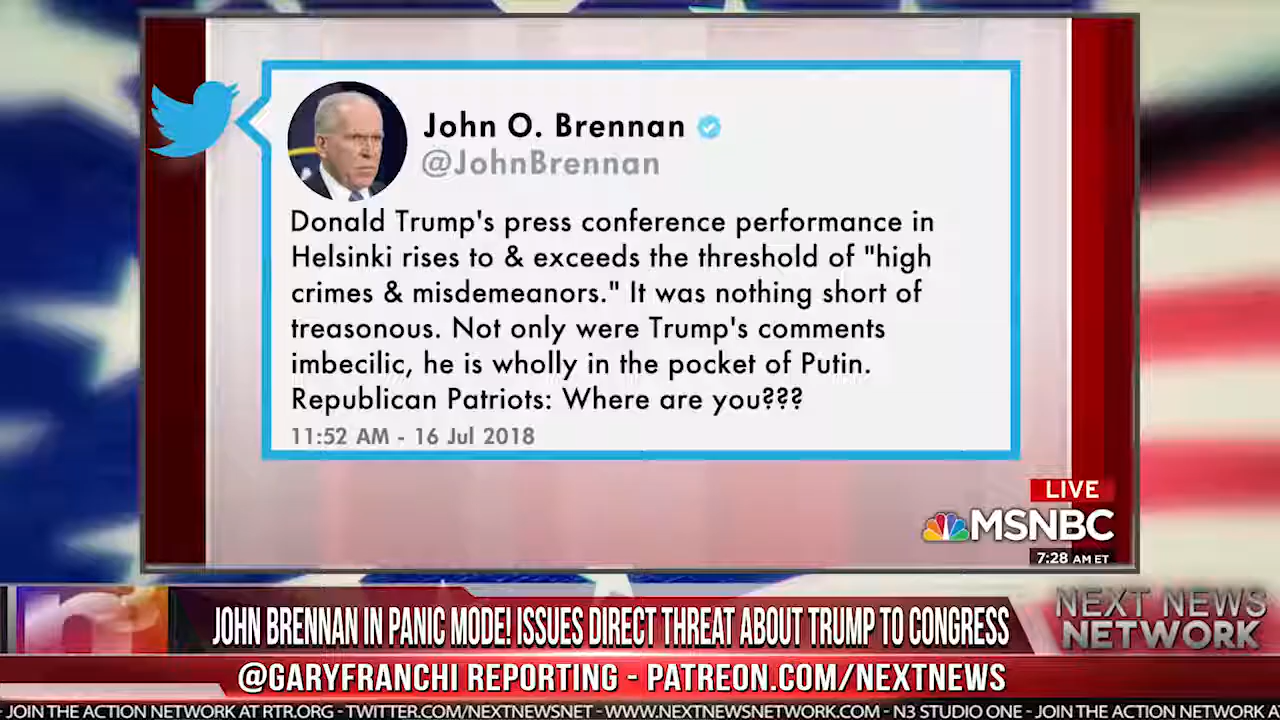 John O. Brennan
@JohnBrennan
Donald Trump's press conference performance in
Helsinki rises to & exceeds the threshold of "high
crimes & misdemeanors." It was nothing short of
treasonous. Not only were Trump's comments
imbecilic, he is wholly in the pocket of Putin.
Republican Patriots: Where are you???
11:52 AM - 16 Jul 2018
LIVE
MSNBC
7:28 AM ET
JOHN BRENNAN IN PANIC MODE! ISSUES DIRECT THREAT ABOUT TRUMP TO CONGRESS
NEXT NEWS
NETWORK
@GARYFRANCHI REPORTING - PATREON.COM/NEXTNEWS
JOIN THE ACTION NETWORK AT RTR.ORG - TWITTER.COM/NEXTNEWSNET - WWW.NEXTNEWSNETWORK.COM - N3 STUDIO ONE - JOIN THE ACTION NETWORK A